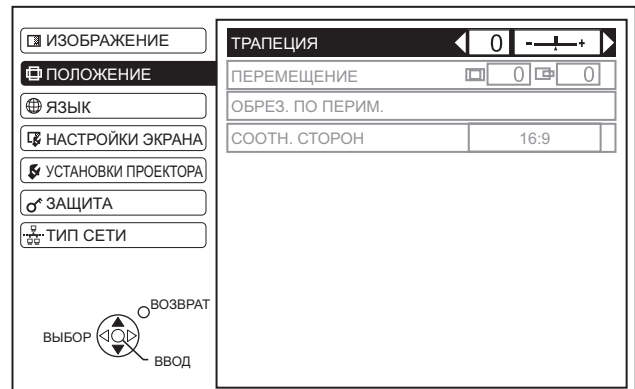 ИЗОБРАЖЕНИЕ
ПОЛОЖЕНИЕ
ЯЗЫК
НАСТРОЙКИ ЭКРАНА
УСТАНОВКИ ПРОЕКТОРА
ЗАЩИТА
ТИП СЕТИ
ВОЗВРАТ
ВЫБОР
ВВОД
ТРАПЕЦИЯ 0 - +
ПЕРЕМЕЩЕНИЕ 0 0
ОБРЕЗ. ПО ПЕРИМ.
СООТН. СТОРОН 16:9